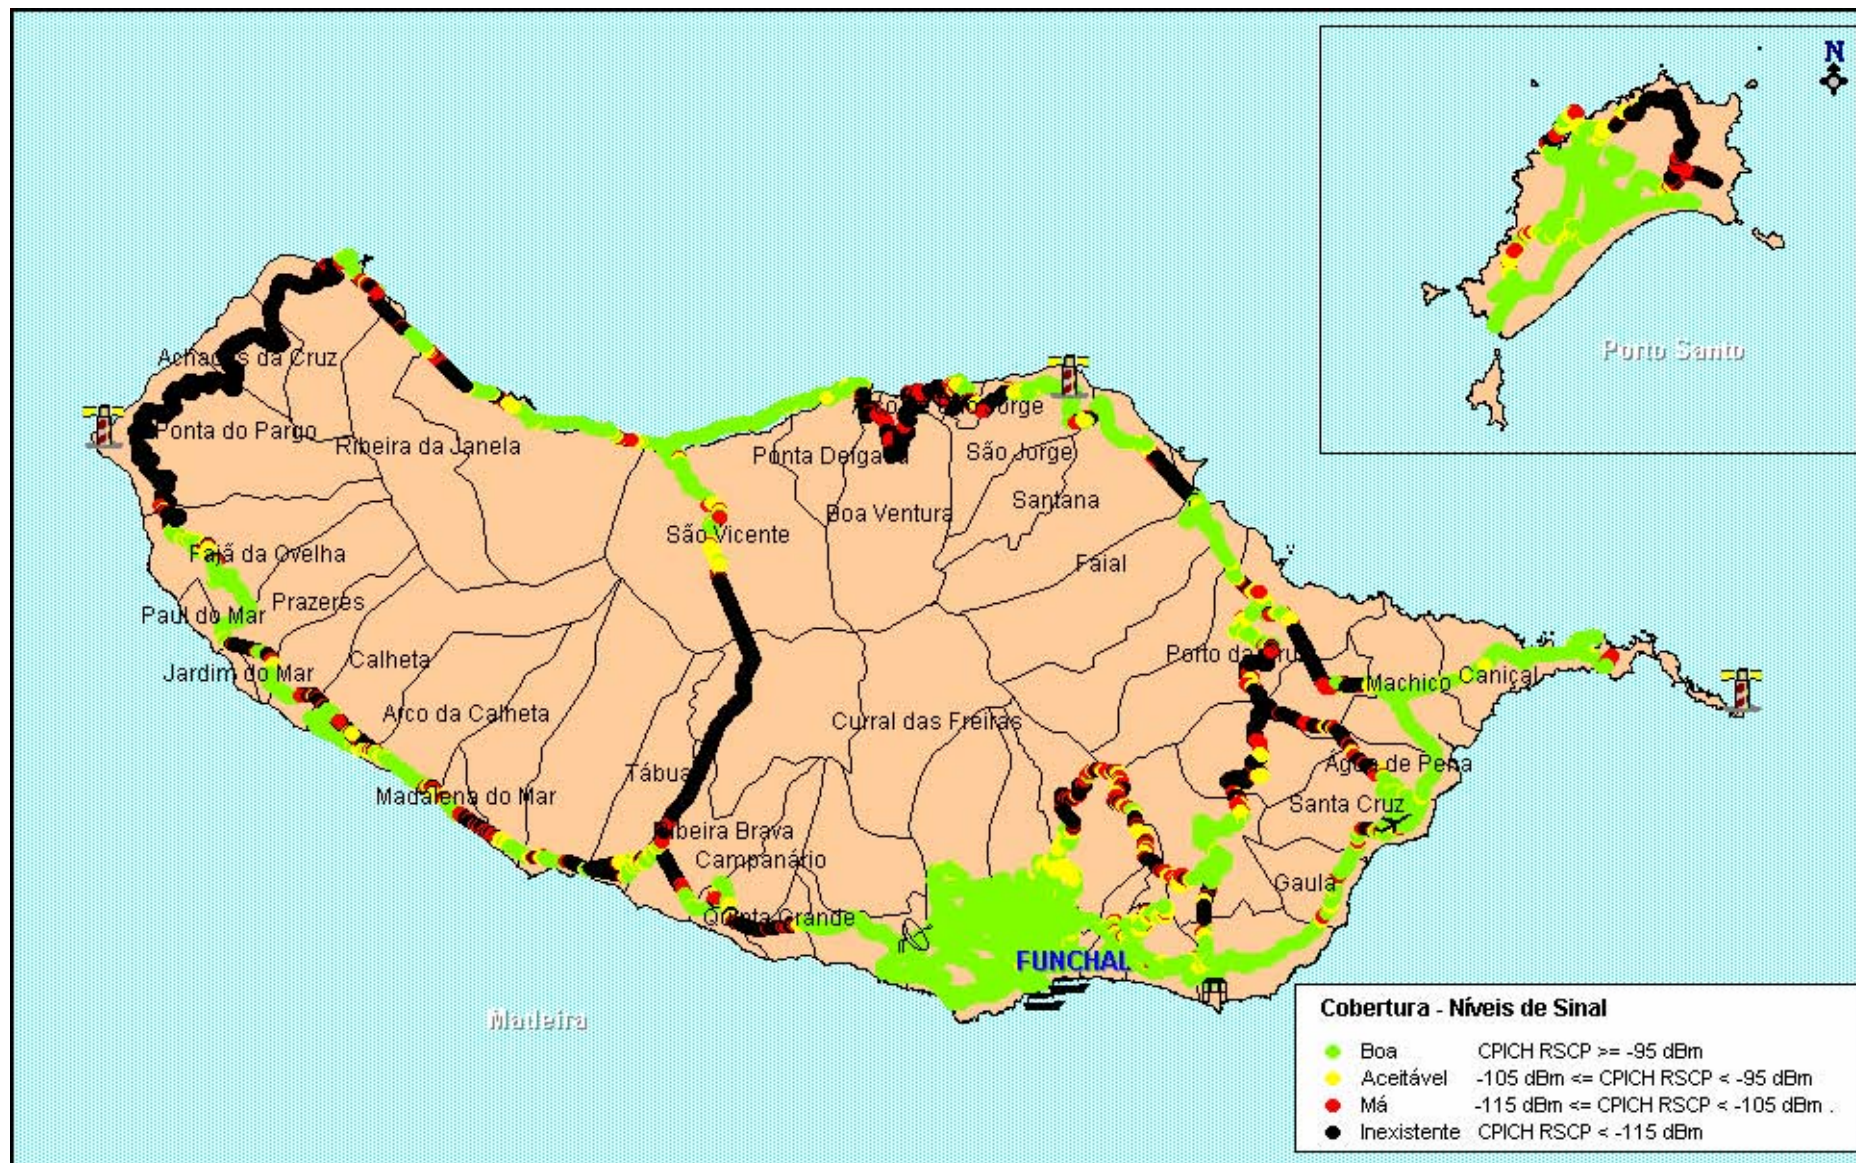 N
Porto Santo
Achadas da Cruz
Ponta do Pargo
Ribeira da Janela
Ponta Delgada
São Jorge
Santana
Boa Ventura
São Vicente
Fajã da Ovelha
Faial
Prazeres
Paul do Mar
Calheta
Jardim do Mar
Porto da Cruz
Machico
Caniçal
Arco da Calheta
Curral das Freiras
Tábua
Água de Pena
Madalena do Mar
Santa Cruz
Ribeira Brava
Campanário
Gaula
Quinta Grande
FUNCHAL
Madeira
Cobertura - Níveis de Sinal
Boa CPICH RSCP >= -95 dBm
Aceitável -105 dBm <= CPICH RSCP < -95 dBm
Má -115 dBm <= CPICH RSCP < -105 dBm .
Inexistente CPICH RSCP < -115 dBm